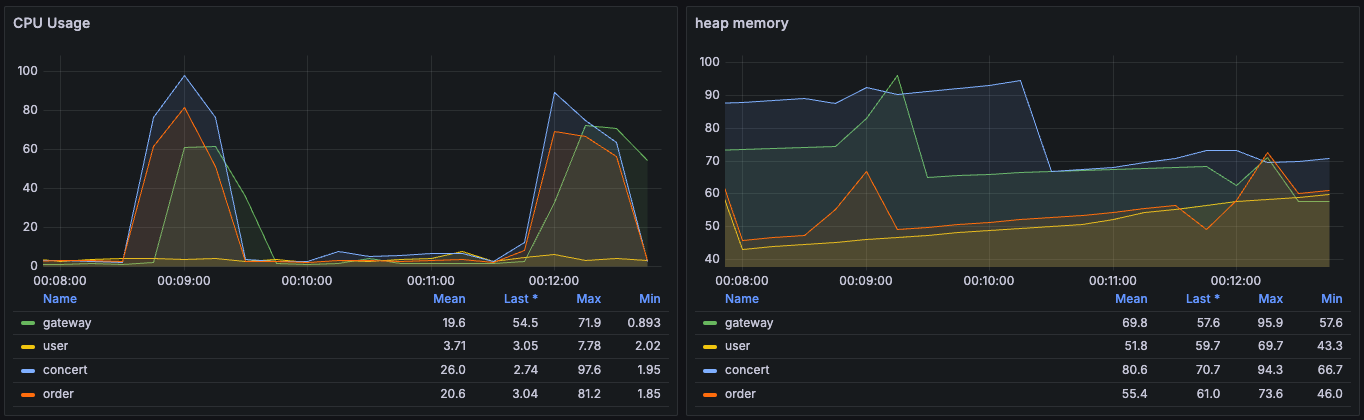 CPU Usage
100
80
60
40
20
0
00:08:00 00:09:00 00:10:00 00:11:00 00:12:00
Name Mean Last * Max Min
gateway 19.6 54.5 71.9 0.893
user 3.71 3.05 7.78 2.02
concert 26.0 2.74 97.6 1.95
order 20.6 3.04 81.2 1.85
heap memory
100
90
80
70
60
50
40
00:08:00 00:09:00 00:10:00 00:11:00 00:12:00
Name Mean Last * Max Min
gateway 69.8 57.6 95.9 57.6
user 51.8 59.7 69.7 43.3
concert 80.6 70.7 94.3 66.7
order 55.4 61.0 73.6 46.0